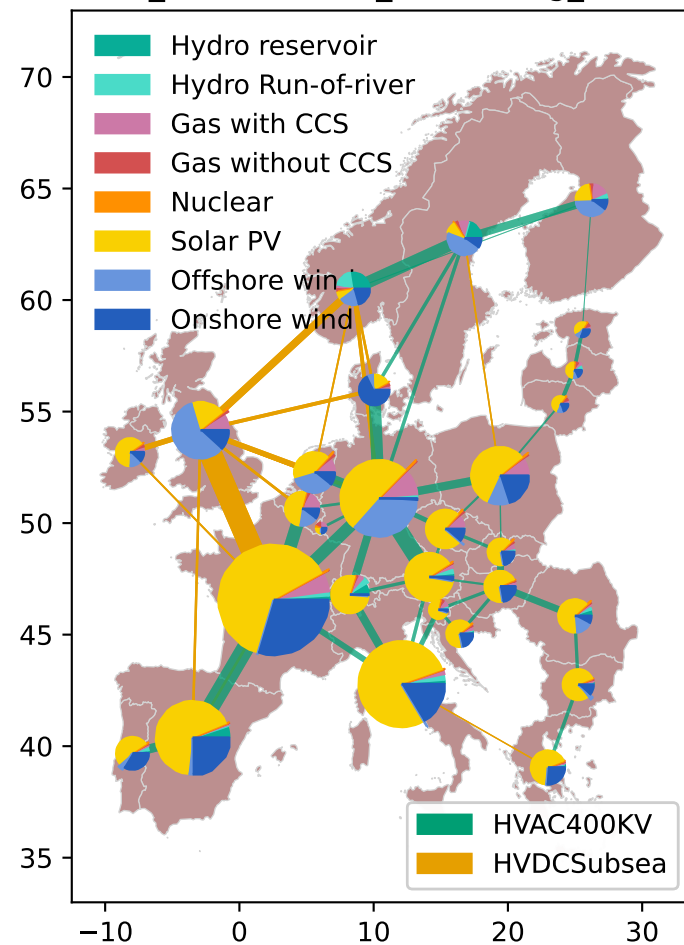 Hydro reservoir
70
Hydro Run-of-river
Gas with CCS
Gas without CCS
65
Nuclear
Solar PV
Offshore win
60
Onshore wind
55
50
45
40
HVAC400KV
HVDCSubsea
35
−10 0 10 20 30